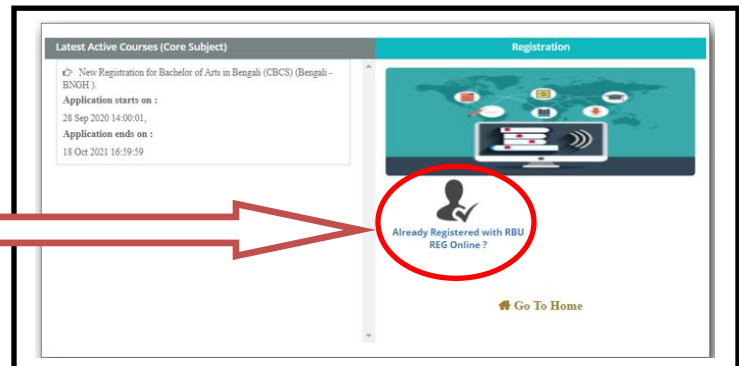 Latest Active Courses (Core Subject)
New Registration for Bachelor of Arts in Bengali (CBCS) (Bengali -
BNGH ).
Application starts on :
28 Sep 2020 14:00:01,
Application ends on :
18 Oct 2021 16:59:59
Registration
Already Registered with RBU
REG Online ?
Go To Home